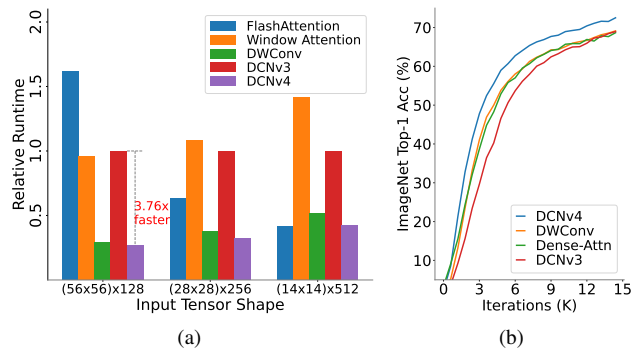 FlashAttention
Window Attention
DWConv
DCNv3
DCNv4
2.0
1.5
1.0
0.5
Relative Runtime
3.76x
faster
(56x56)x128 (28x28)x256 (14x14)x512
Input Tensor Shape
(a)
70
60
50
40
30
20
10
ImageNet Top-1 Acc (%)
DCNv4
DWConv
Dense-Attn
DCNv3
0 3 6 9 12 15
Iterations (K)
(b)